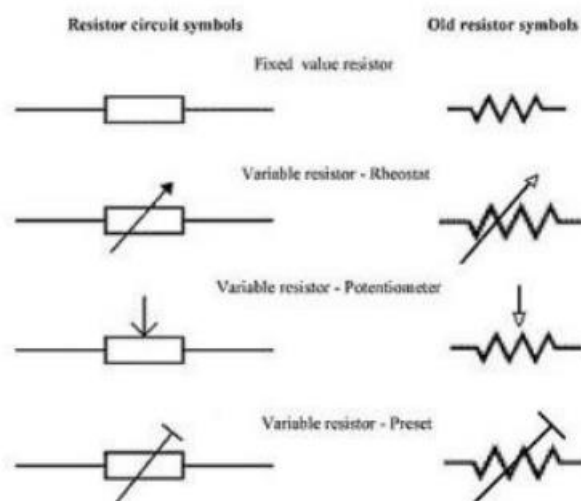 Resistor circuit symbols
Old resistor symbols
Fixed value resistor
Variable resistor - Rheostat
Variable resistor - Potentiometer
Variable resistor - Preset